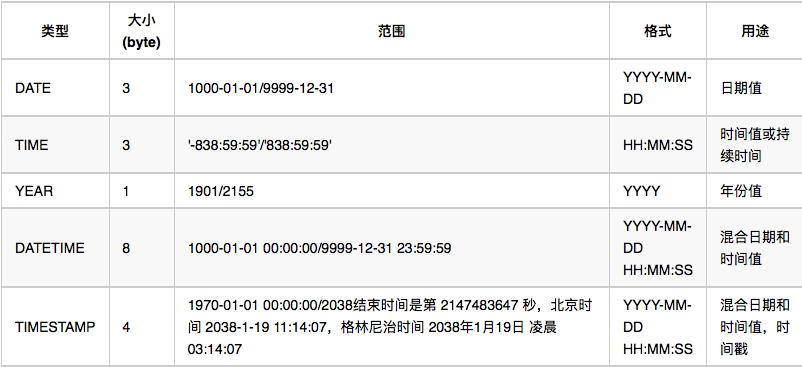 类型 大小 (byte) 范围 格式 用途
DATE 3 1000-01-01/9999-12-31 YYYY-MM-DD 日期值
TIME 3 '-838:59:59'/'838:59:59' HH:MM:SS 时间值或持续时间
YEAR 1 1901/2155 YYYY 年份值
DATETIME 8 1000-01-01 00:00:00/9999-12-31 23:59:59 YYYY-MM-DD HH:MM:SS 混合日期和时间值
TIMESTAMP 4 1970-01-01 00:00:00/2038结束时间是第 2147483647 秒，北京时间 2038-1-19 11:14:07，格林尼治时间 2038年1月19日 凌晨 03:14:07 YYYY-MM-DD HH:MM:SS 混合日期和时间值，时间戳